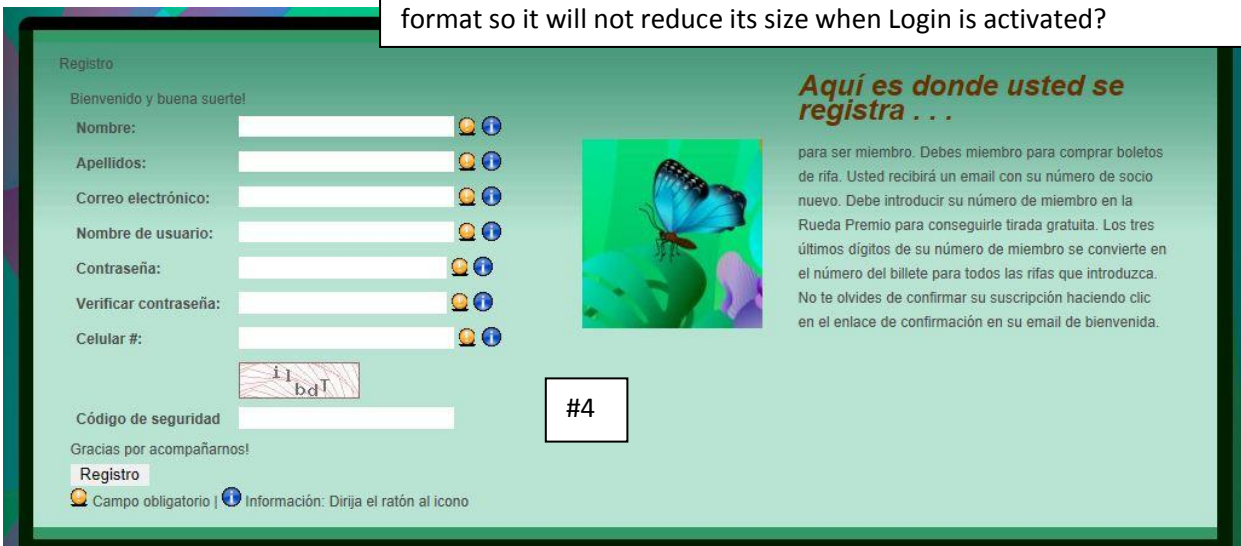 format so it will not reduce its size when Login is activated?
Registro
Bienvenido y buena suerte!
Nombre:
Apellidos:
Correo electrónico:
Nombre de usuario:
Contraseña:
Verificar contraseña:
Celular #:
ilbdT
Código de seguridad
Gracias por acompañarnos!
Registro
Campo obligatorio | Información: Dirija el ratón al icono
#4
Aquí es donde usted se
registra . . .
para ser miembro. Debes miembro para comprar boletos
de rifa. Usted recibirá un email con su número de socio
nuevo. Debe introducir su número de miembro en la
Rueda Premio para conseguirle tirada gratuita. Los tres
últimos dígitos de su número de miembro se convierte en
el número del billete para todos las rifas que introduzca.
No te olvides de confirmar su suscripción haciendo clic
en el enlace de confirmación en su email de bienvenida.